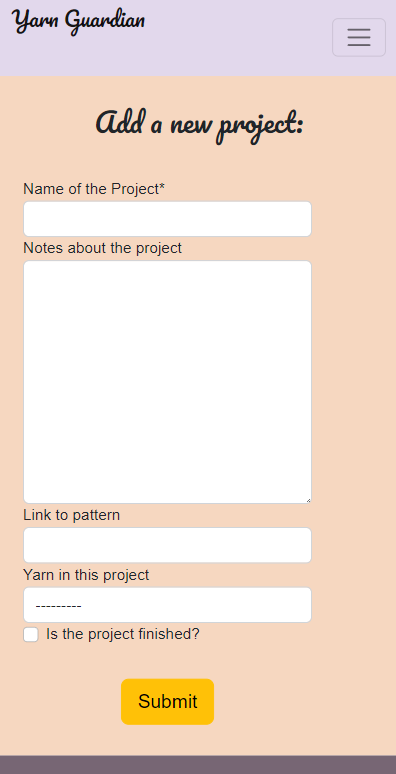 Yarn Guardian
Add a new project:
Name of the Project*
Notes about the project
Link to pattern
Yarn in this project
---------
Is the project finished?
Submit